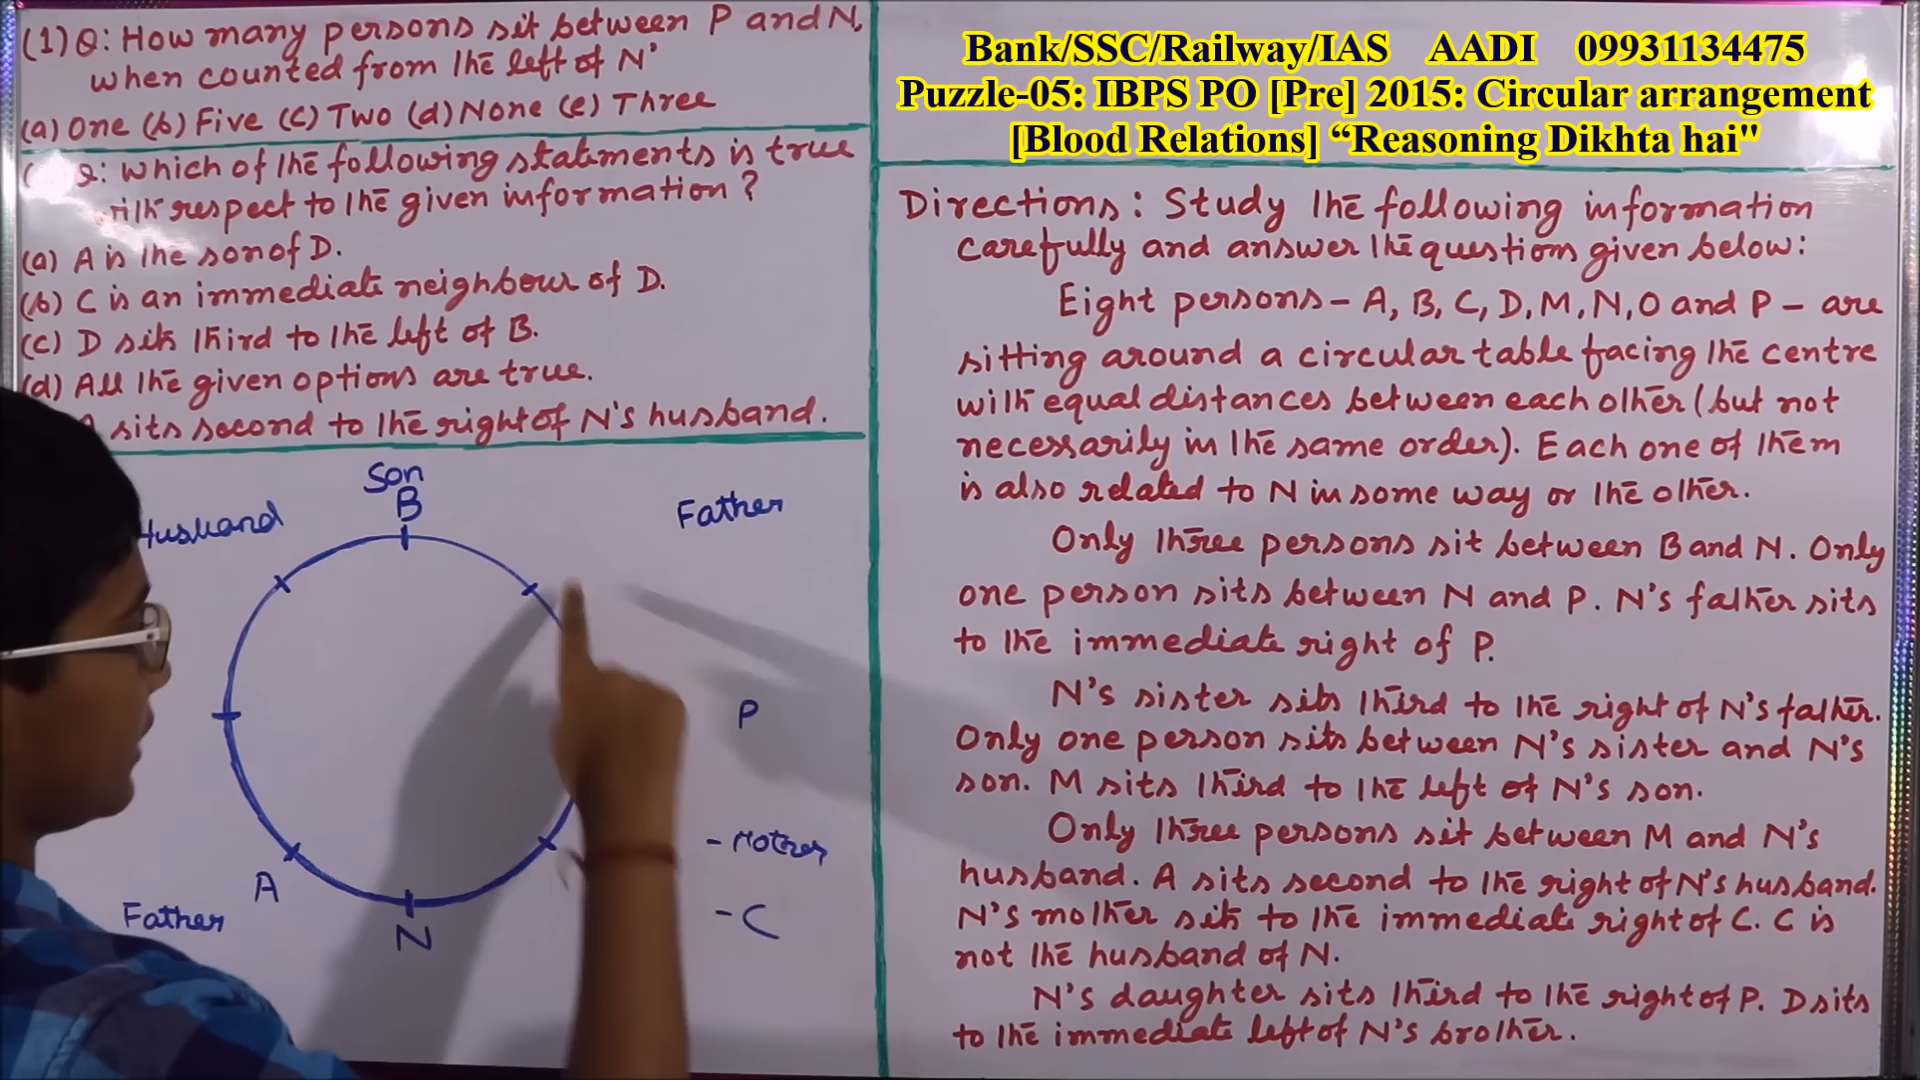 (1) Q: How many persons sit between P and N,
when counted from the left of N?
(a) One (b) Five (c) Two (d) None (e) Three
Q: Which of the following statements is true
respect to the given information?
(a) A is the son of D.
(b) C is an immediate neighbour of D.
(c) D sits third to the left of B.
(d) All the given options are true.
A sits second to the right of N's husband.
Son
B
Husband
Father
P
- Mother
A
- C
Father
N
Bank/SSC/Railway/IAS AADI 09931134475
Puzzle-05: IBPS PO [Pre] 2015: Circular arrangement
[Blood Relations] “Reasoning Dikhta hai"
Directions: Study the following information
carefully and answer the questions given below:
Eight persons - A, B, C, D, M, N, O and P - are
sitting around a circular table facing the centre
with equal distances between each other (but not
necessarily in the same order). Each one of them
is also related to N in some way or the other.
Only three persons sit between B and N. Only
one person sits between N and P. N's father sits
to the immediate right of P.
N's sister sits third to the right of N's father.
Only one person sits between N's sister and N's
son. M sits third to the left of N's son.
Only three persons sit between M and N's
husband. A sits second to the right of N's husband.
N's mother sits to the immediate right of C. C is
not the husband of N.
N's daughter sits third to the right of P. D sits
to the immediate left of N's brother.